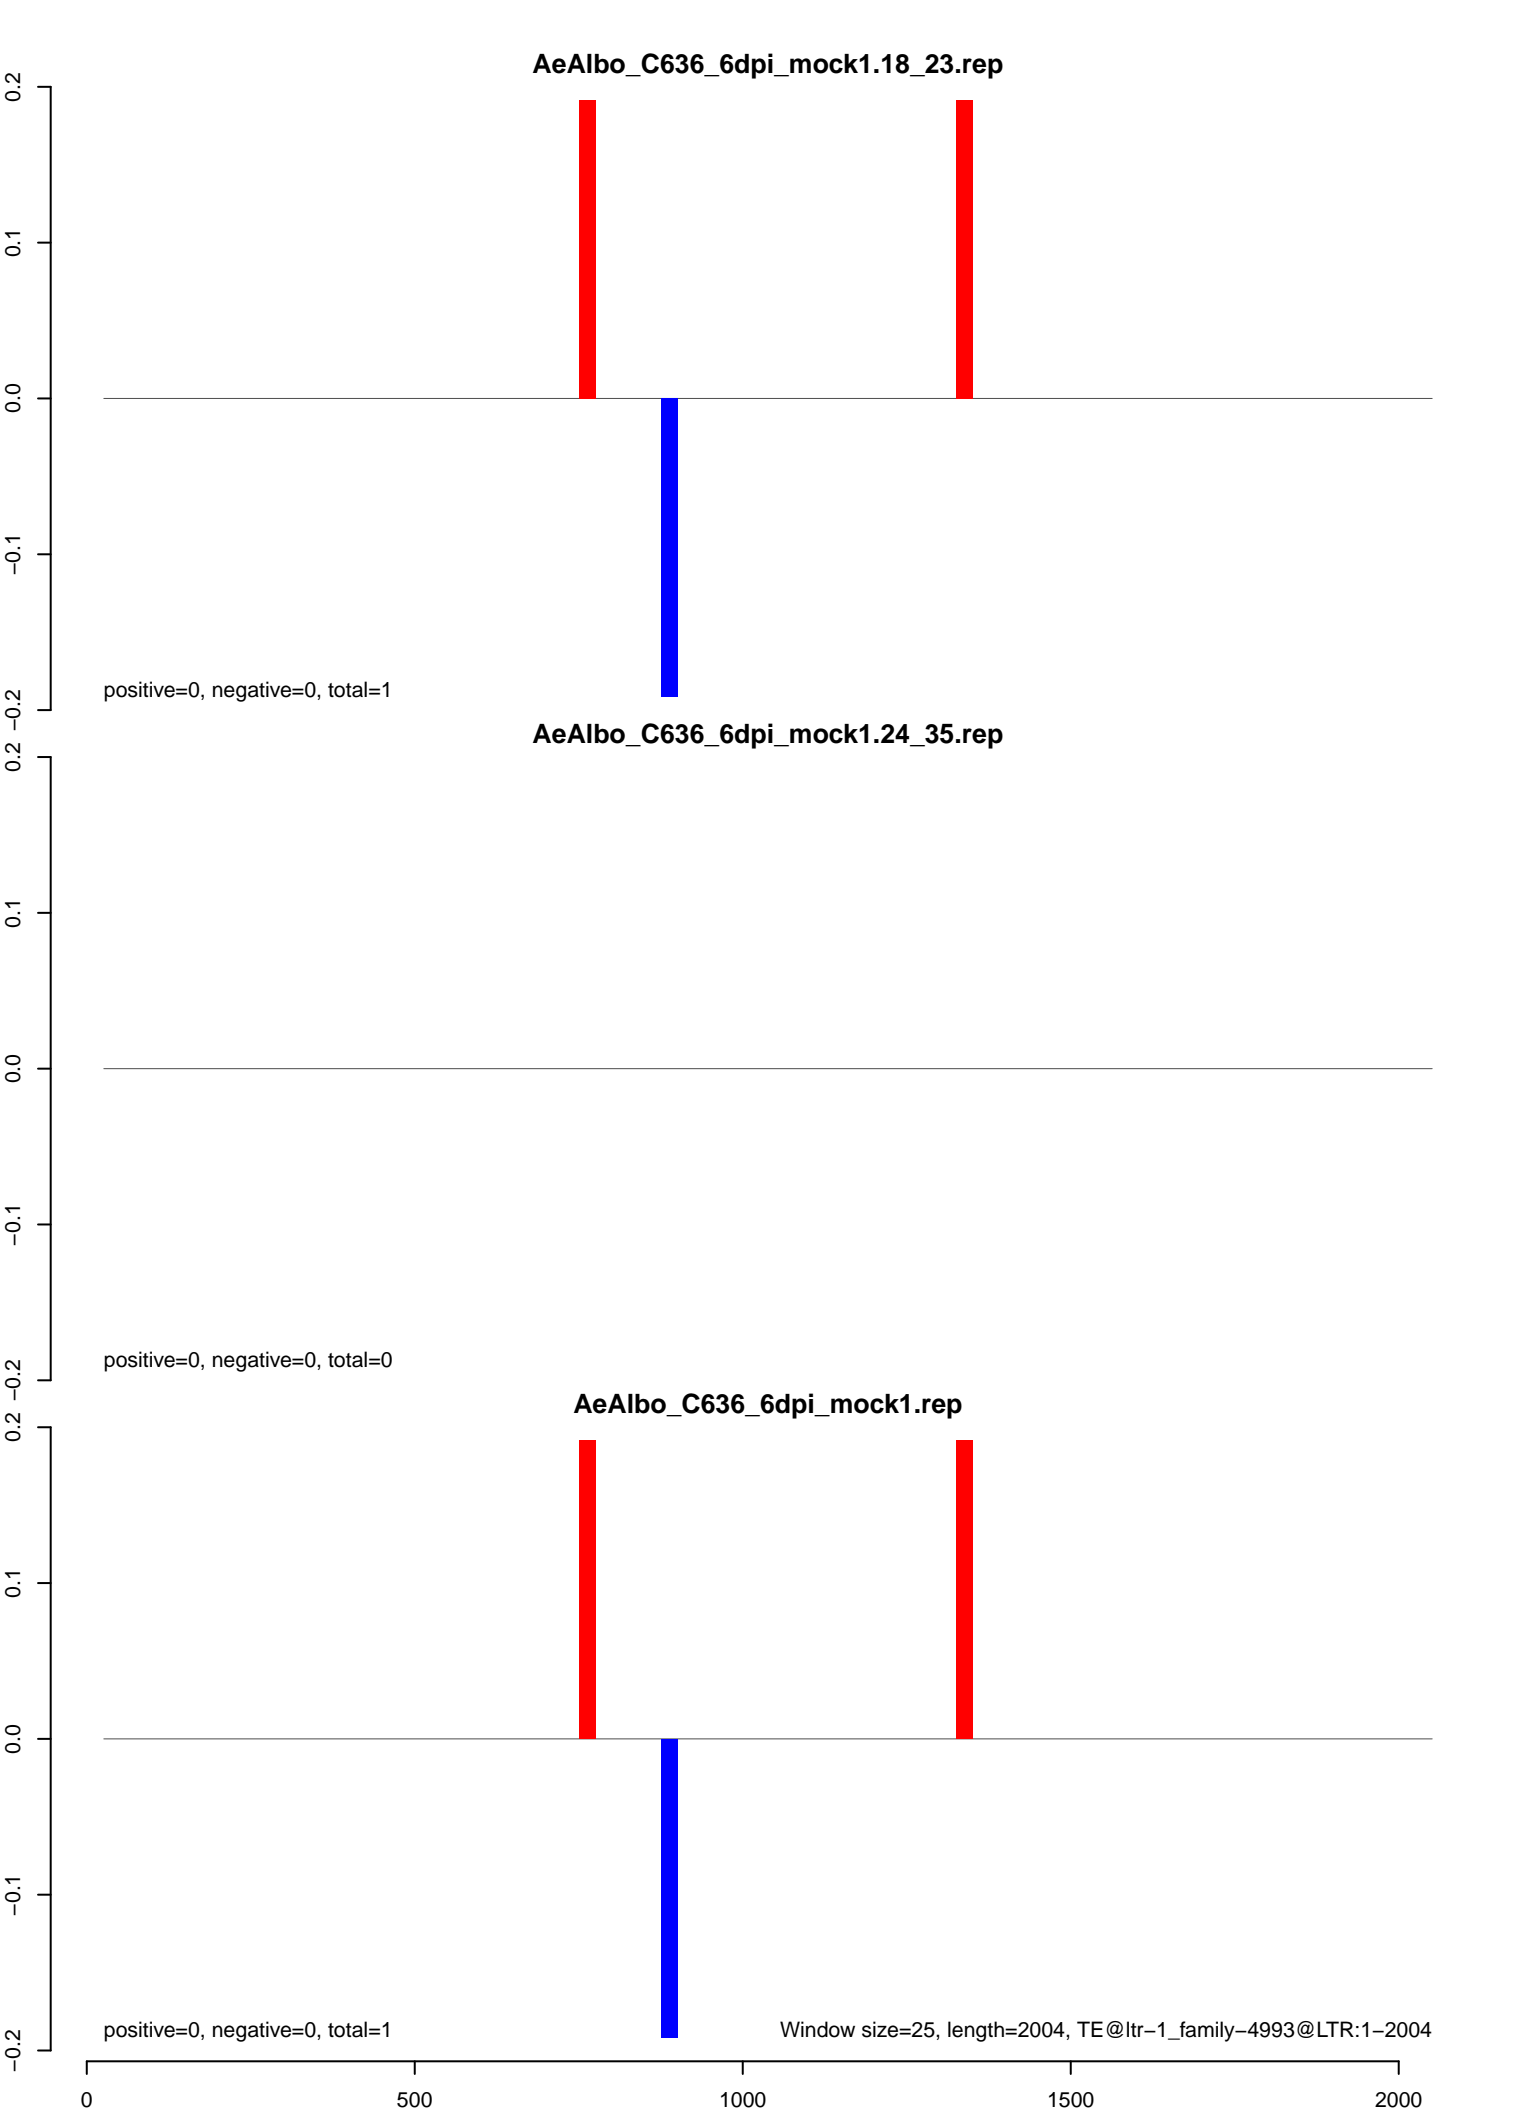 AeAlbo_C636_6dpi_mock1.18_23.rep
0.2
0.1
0.0
−0.1
−0.2
positive=0, negative=0, total=1
AeAlbo_C636_6dpi_mock1.24_35.rep
0.2
0.1
0.0
−0.1
−0.2
positive=0, negative=0, total=0
AeAlbo_C636_6dpi_mock1.rep
0.2
0.1
0.0
−0.1
−0.2
positive=0, negative=0, total=1
Window size=25, length=2004, TE@ltr−1_family−4993@LTR:1−2004
0 500 1000 1500 2000